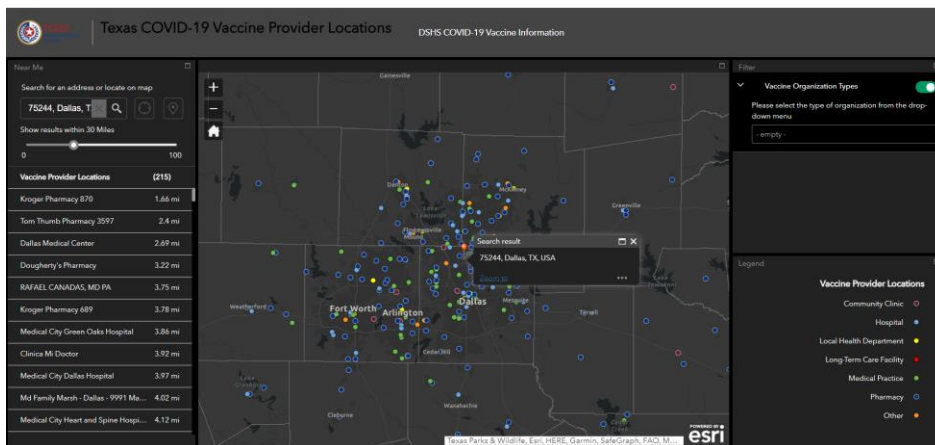 Texas COVID-19 Vaccine Provider Locations
DSHS COVID-19 Vaccine Information
Near Me
Search for an address or locate on map
75244, Dallas, T
Show results within 30 Miles
0 100
Vaccine Provider Locations (215)
Kroger Pharmacy 870 1.66 mi
Tom Thumb Pharmacy 3597 2.4 mi
Dallas Medical Center 2.69 mi
Dougherty's Pharmacy 3.22 mi
RAFAEL CANADAS, MD PA 3.75 mi
Kroger Pharmacy 689 3.78 mi
Medical City Green Oaks Hospital 3.86 mi
Clinica Mi Doctor 3.92 mi
Medical City Dallas Hospital 3.97 mi
Md Family Marsh - Dallas - 9991 Ma... 4.02 mi
Medical City Heart and Spine Hospi... 4.12 mi
+
−
Gainesville
Denton
McKinney
Greenville
Search result
75244, Dallas, TX, USA
Zoom to
...
Weatherford
Fort Worth
Arlington
Dallas
Mesquite
Terrell
Cedar Hill
Cleburne
Waxahachie
Texas Parks & Wildlife, Esri, HERE, Garmin, SafeGraph, FAO, M...
POWERED BY
esri
Filter
Vaccine Organization Types
Please select the type of organization from the drop-
down menu
- empty -
Legend
Vaccine Provider Locations
Community Clinic
Hospital
Local Health Department
Long-Term Care Facility
Medical Practice
Pharmacy
Other